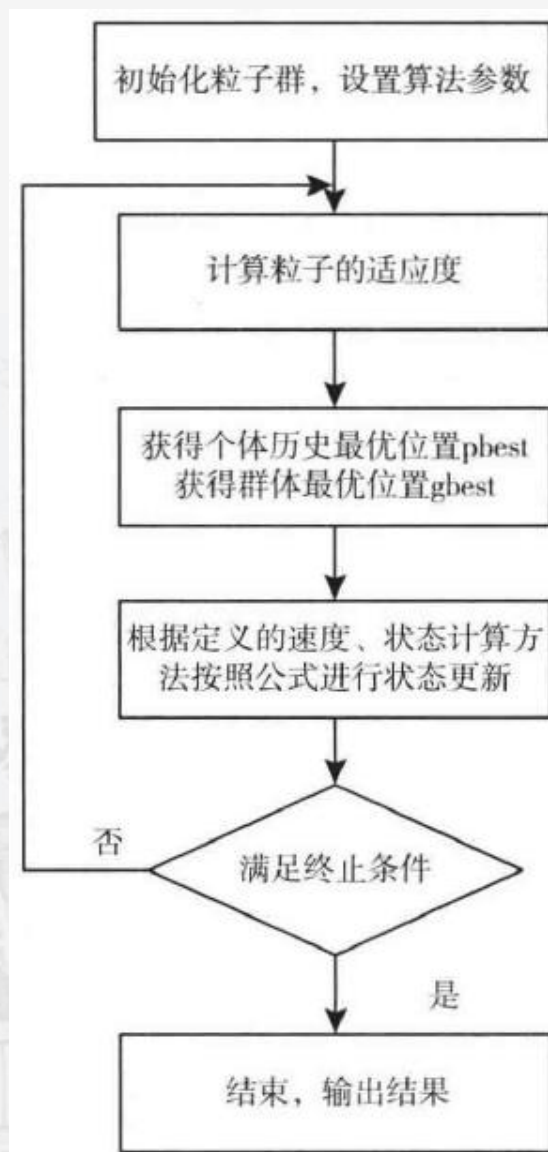 初始化粒子群，设置算法参数
计算粒子的适应度
获得个体历史最优位置pbest
获得群体最优位置gbest
根据定义的速度、状态计算方
法按照公式进行状态更新
否
满足终止条件
是
结束，输出结果